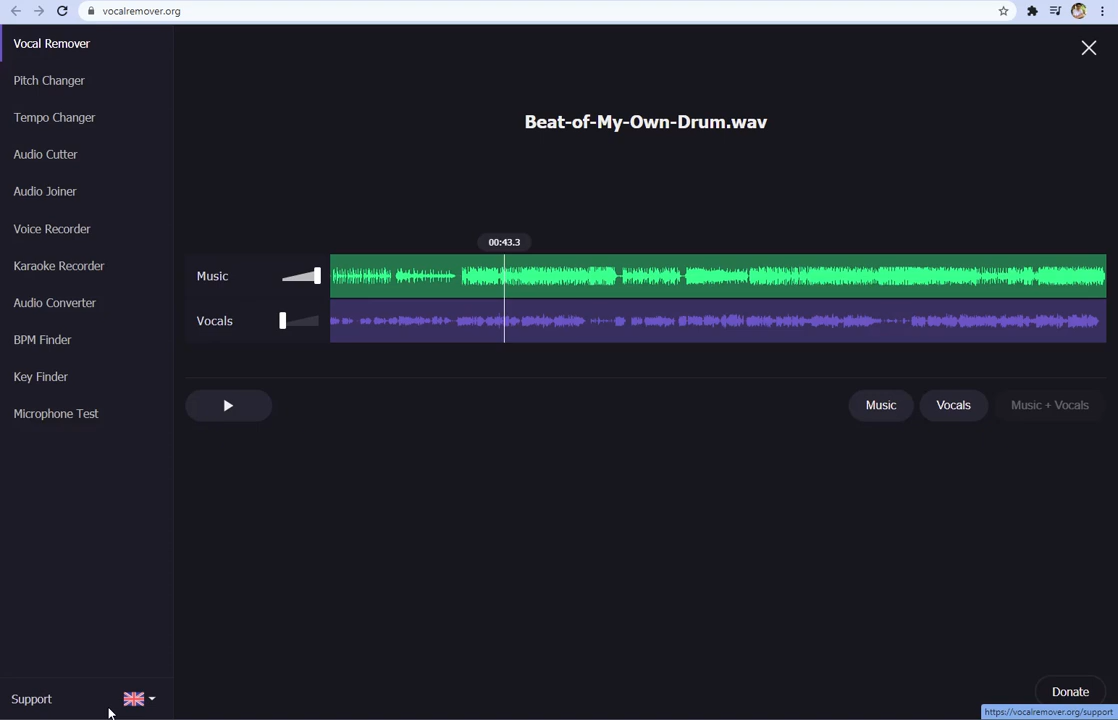 vocalremover.org
Vocal Remover
Pitch Changer
Tempo Changer
Audio Cutter
Audio Joiner
Voice Recorder
Karaoke Recorder
Audio Converter
BPM Finder
Key Finder
Microphone Test
Support
Beat-of-My-Own-Drum.wav
00:43.3
Music
Vocals
Music Vocals Music + Vocals
Donate
https://vocalremover.org/support